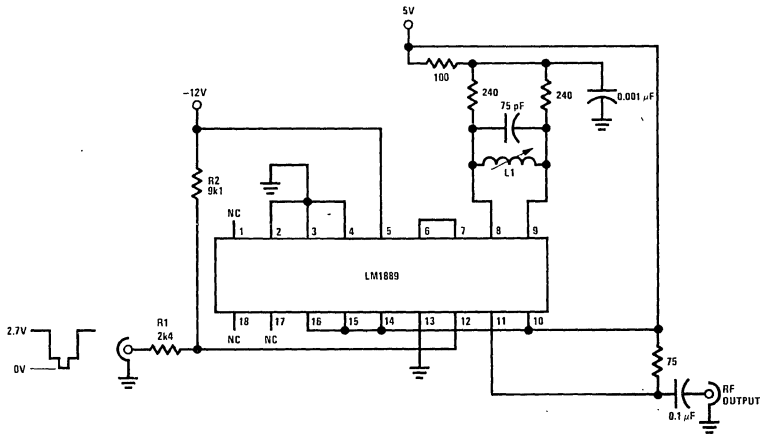 5V
100
240
240
0.001 μF
75 pF
L1
-12V
R2
9k1
NC
1 2 3 4 5 6 7 8 9
LM1889
18 17 16 15 14 13 12 11 10
NC NC
2.7V
0V
R1
2k4
75
0.1 μF
RF
OUTPUT